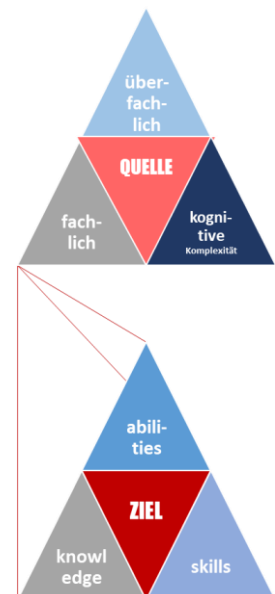 über-
fach-
lich
QUELLE
fach-
lich
kogni-
tive
Komplexität
abili-
ties
ZIEL
knowl
edge
skills